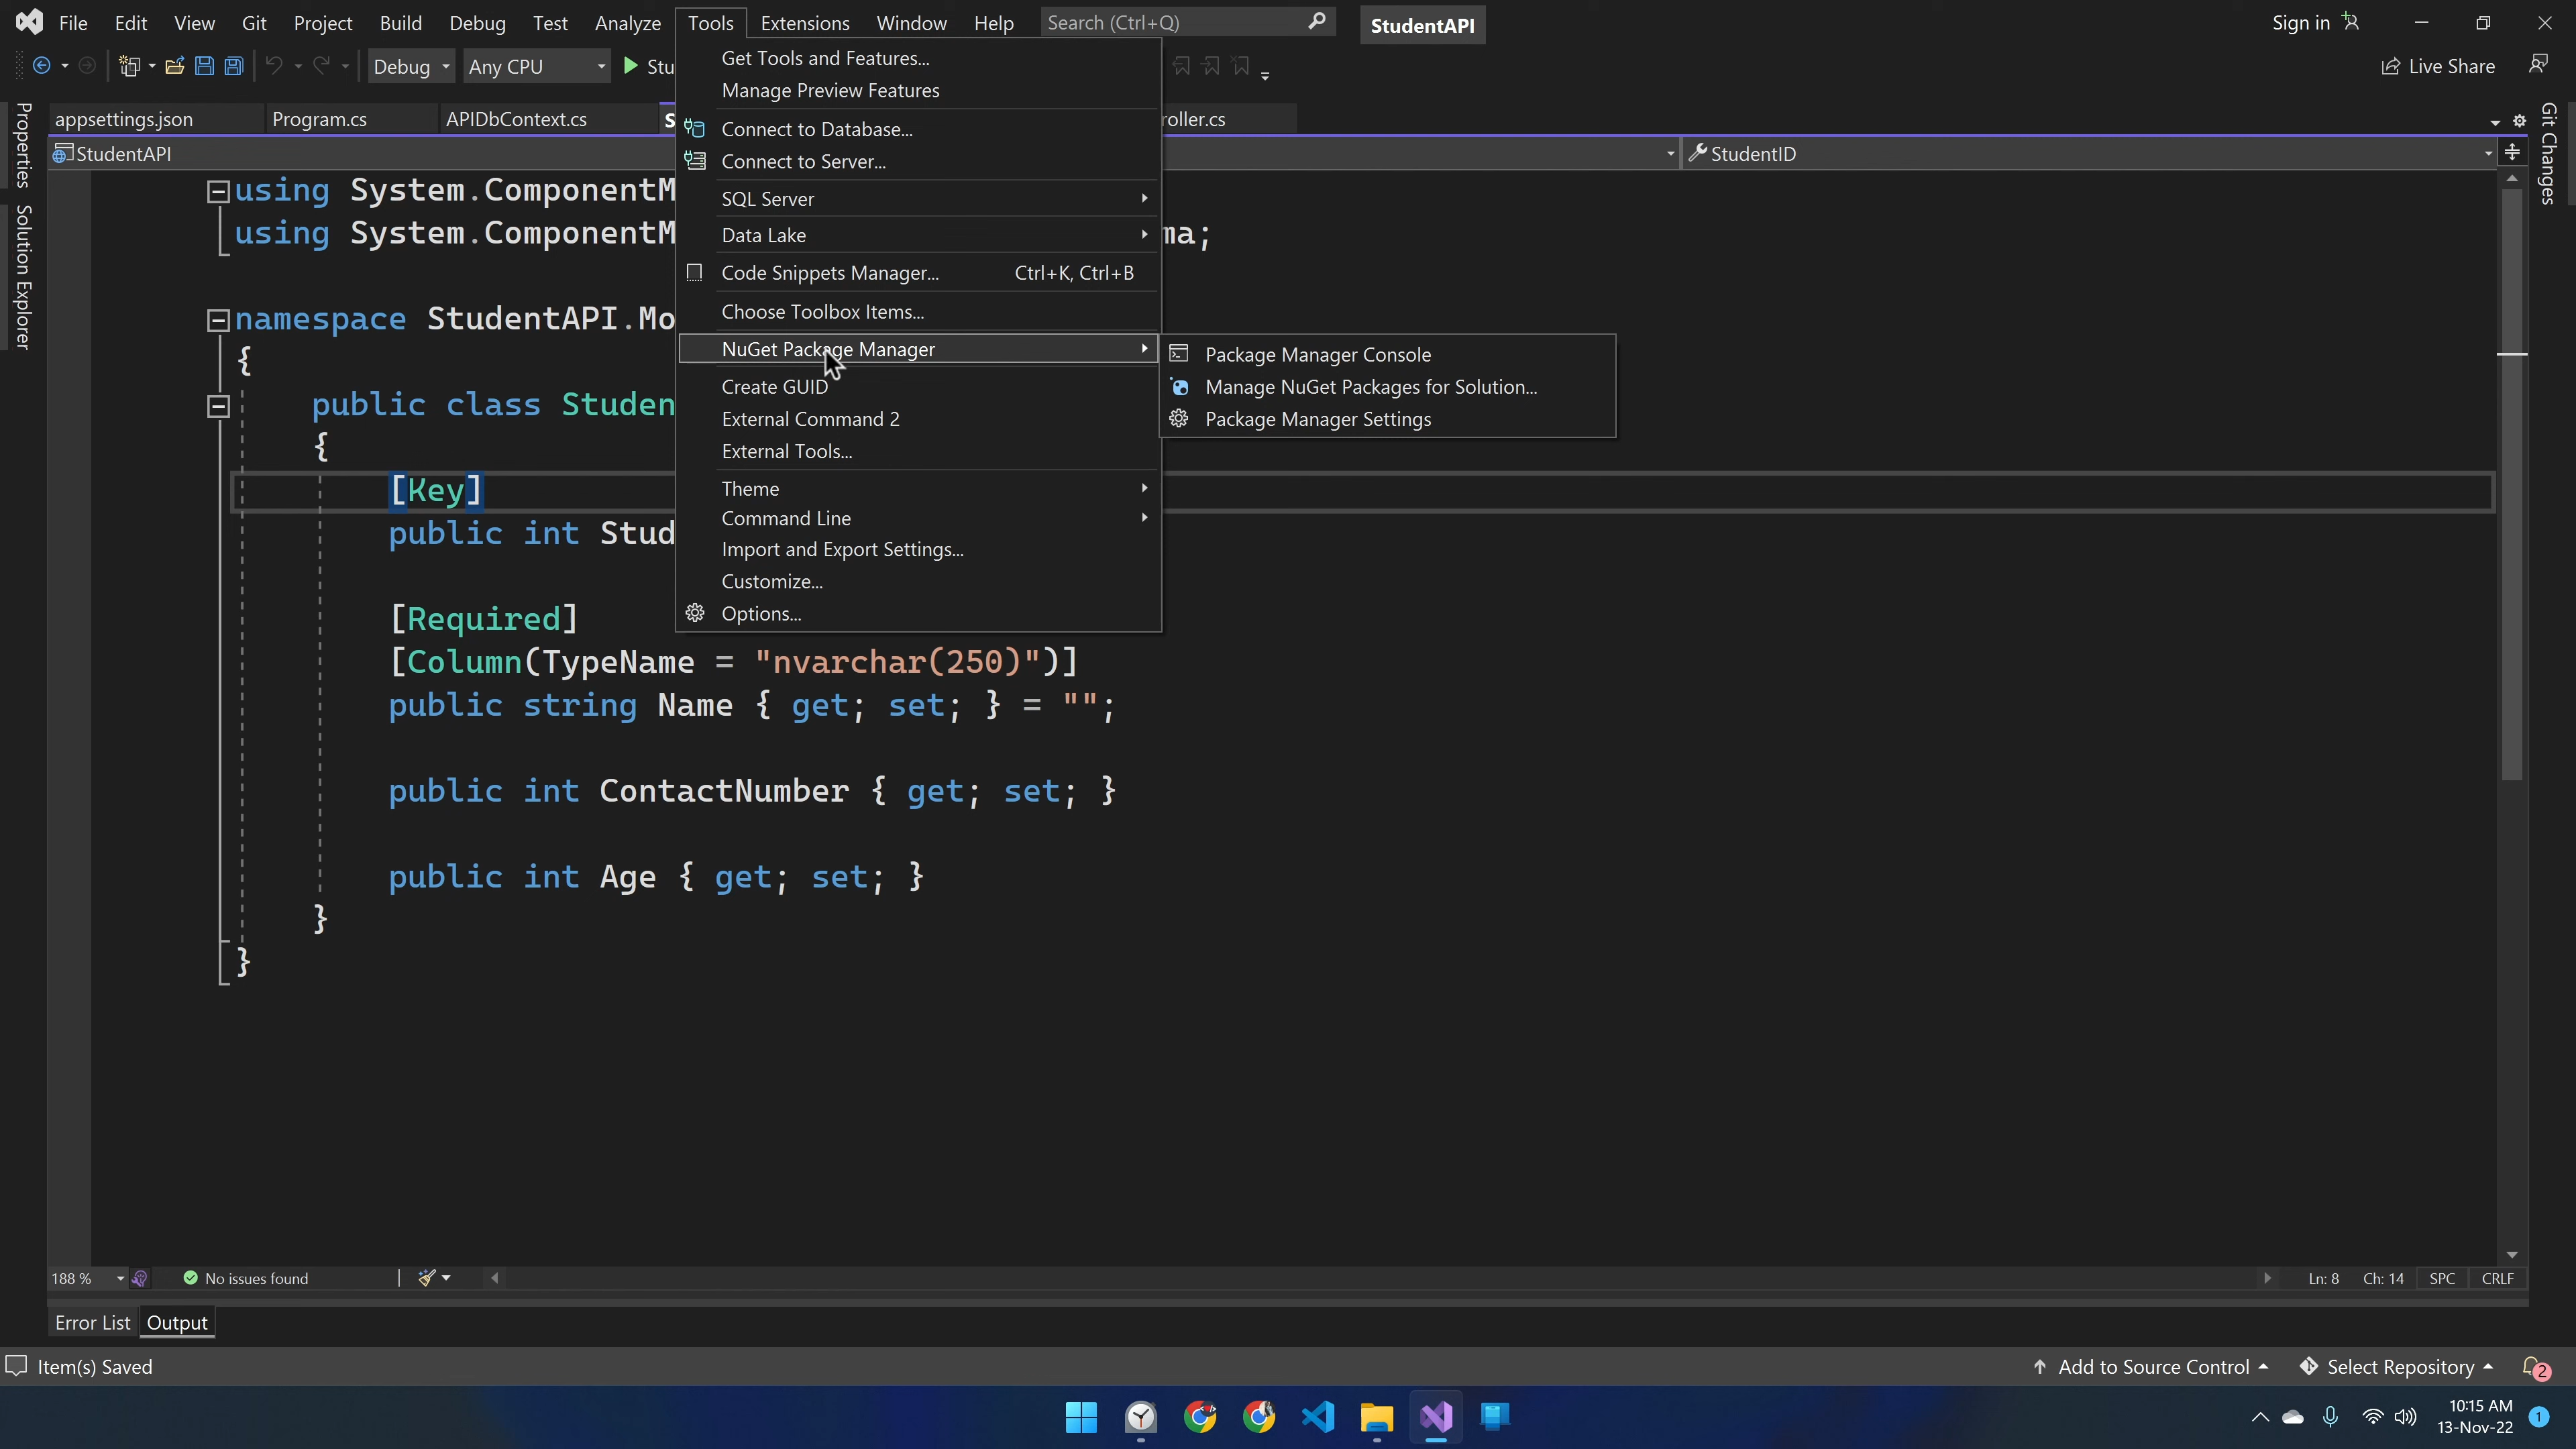 File Edit View Git Project Build Debug Test Analyze Tools Extensions Window Help Search (Ctrl+Q) StudentAPI Sign in
Debug Any CPU Stu Live Share
Get Tools and Features...
Manage Preview Features
Connect to Database...
Connect to Server...
SQL Server
Data Lake
Code Snippets Manager... Ctrl+K, Ctrl+B
Choose Toolbox Items...
NuGet Package Manager
Create GUID
External Command 2
External Tools...
Theme
Command Line
Import and Export Settings...
Customize...
Options...
Package Manager Console
Manage NuGet Packages for Solution...
Package Manager Settings
Properties
Solution Explorer
Git Changes
appsettings.json Program.cs APIDbContext.cs S roller.cs
StudentAPI StudentID
using System.ComponentM
using System.ComponentM ma;
namespace StudentAPI.Mo
{
public class Studen
{
[Key]
public int Stud
[Required]
[Column(TypeName = "nvarchar(250)")]
public string Name { get; set; } = "";
public int ContactNumber { get; set; }
public int Age { get; set; }
}
}
188 % No issues found Ln: 8 Ch: 14 SPC CRLF
Error List Output
Item(s) Saved Add to Source Control Select Repository 2
10:15 AM
13-Nov-22 1